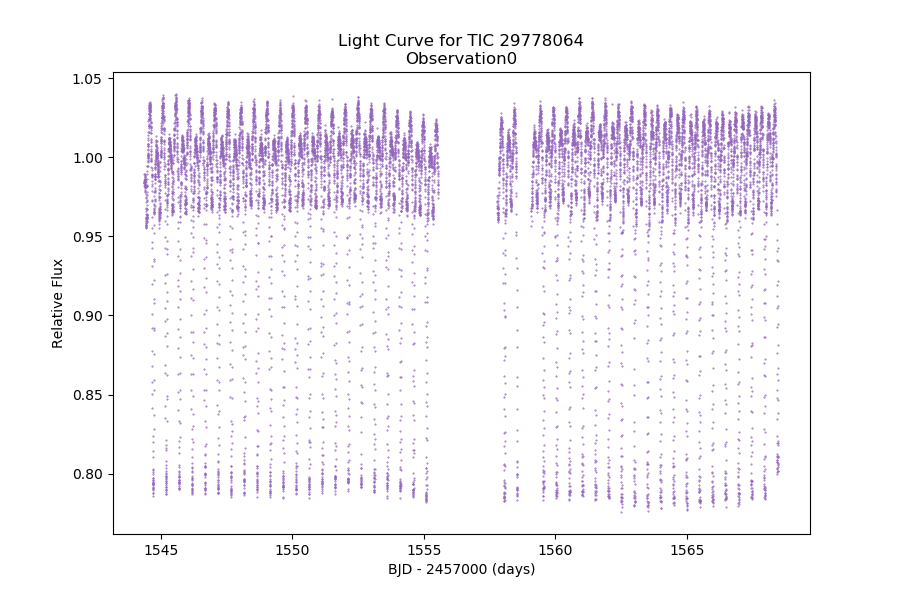 Light Curve for TIC 29778064
Observation0
1.05
1.00
0.95
0.90
0.85
0.80
Relative Flux
1545
1550
1555
1560
1565
BJD - 2457000 (days)